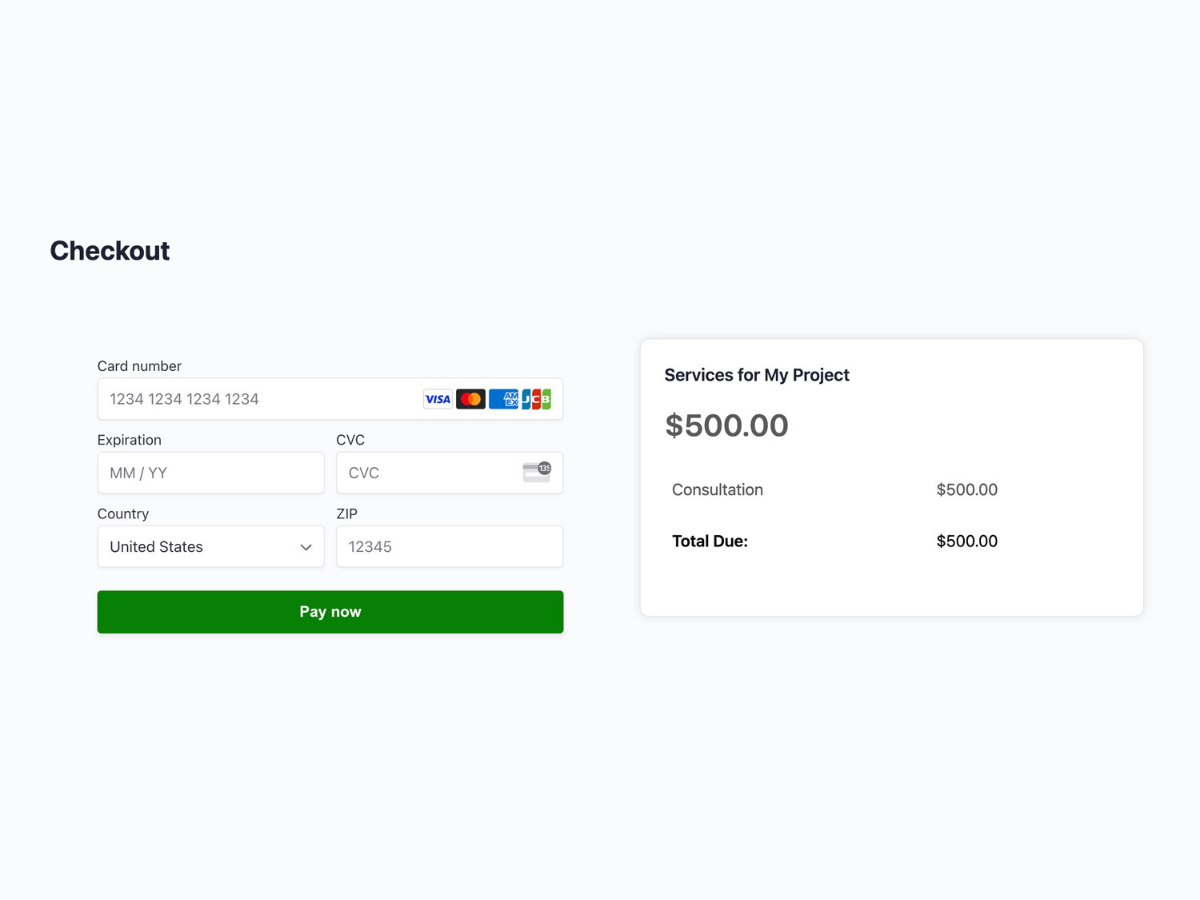 Checkout
Card number
1234 1234 1234 1234 VISA AM EX JCB
Expiration CVC
MM / YY CVC 135
Country ZIP
United States 12345
Pay now
Services for My Project
$500.00
Consultation $500.00
Total Due: $500.00